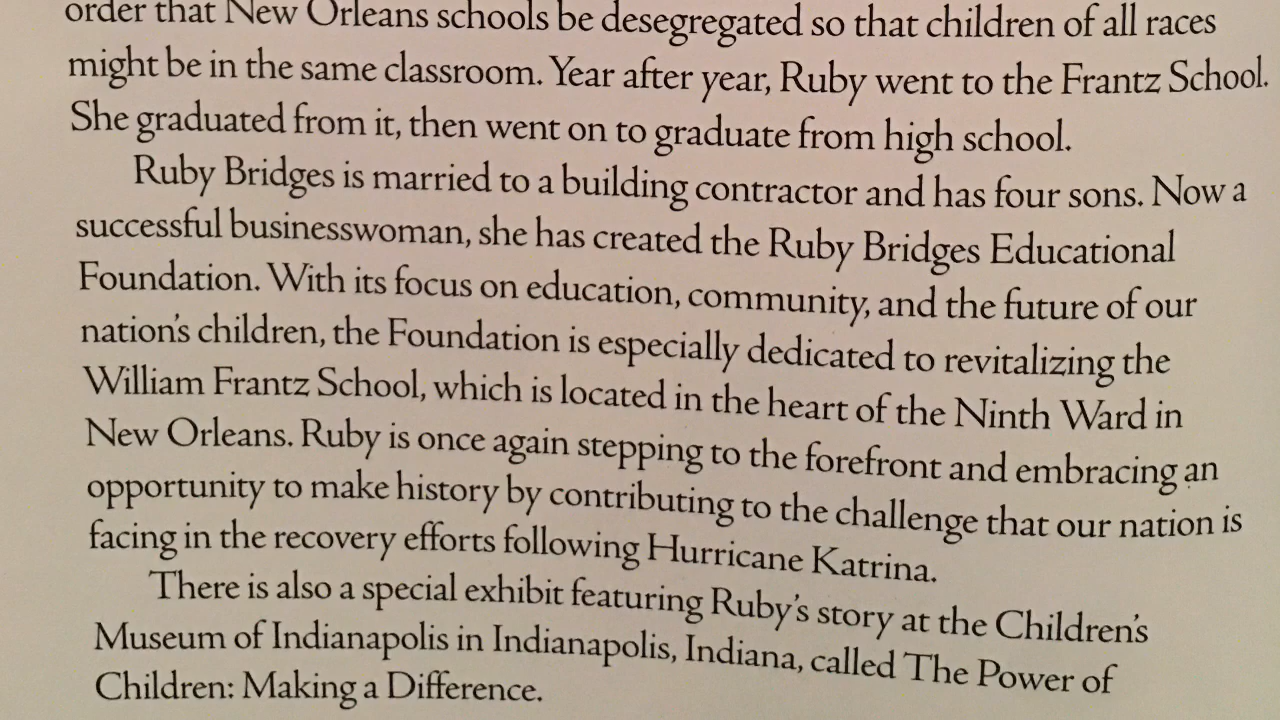 order that New Orleans schools be desegregated so that children of all races
might be in the same classroom. Year after year, Ruby went to the Frantz School.
She graduated from it, then went on to graduate from high school.
Ruby Bridges is married to a building contractor and has four sons. Now a
successful businesswoman, she has created the Ruby Bridges Educational
Foundation. With its focus on education, community, and the future of our
nation's children, the Foundation is especially dedicated to revitalizing the
William Frantz School, which is located in the heart of the Ninth Ward in
New Orleans. Ruby is once again stepping to the forefront and embracing an
opportunity to make history by contributing to the challenge that our nation is
facing in the recovery efforts following Hurricane Katrina.
There is also a special exhibit featuring Ruby's story at the Children's
Museum of Indianapolis in Indianapolis, Indiana, called The Power of
Children: Making a Difference.